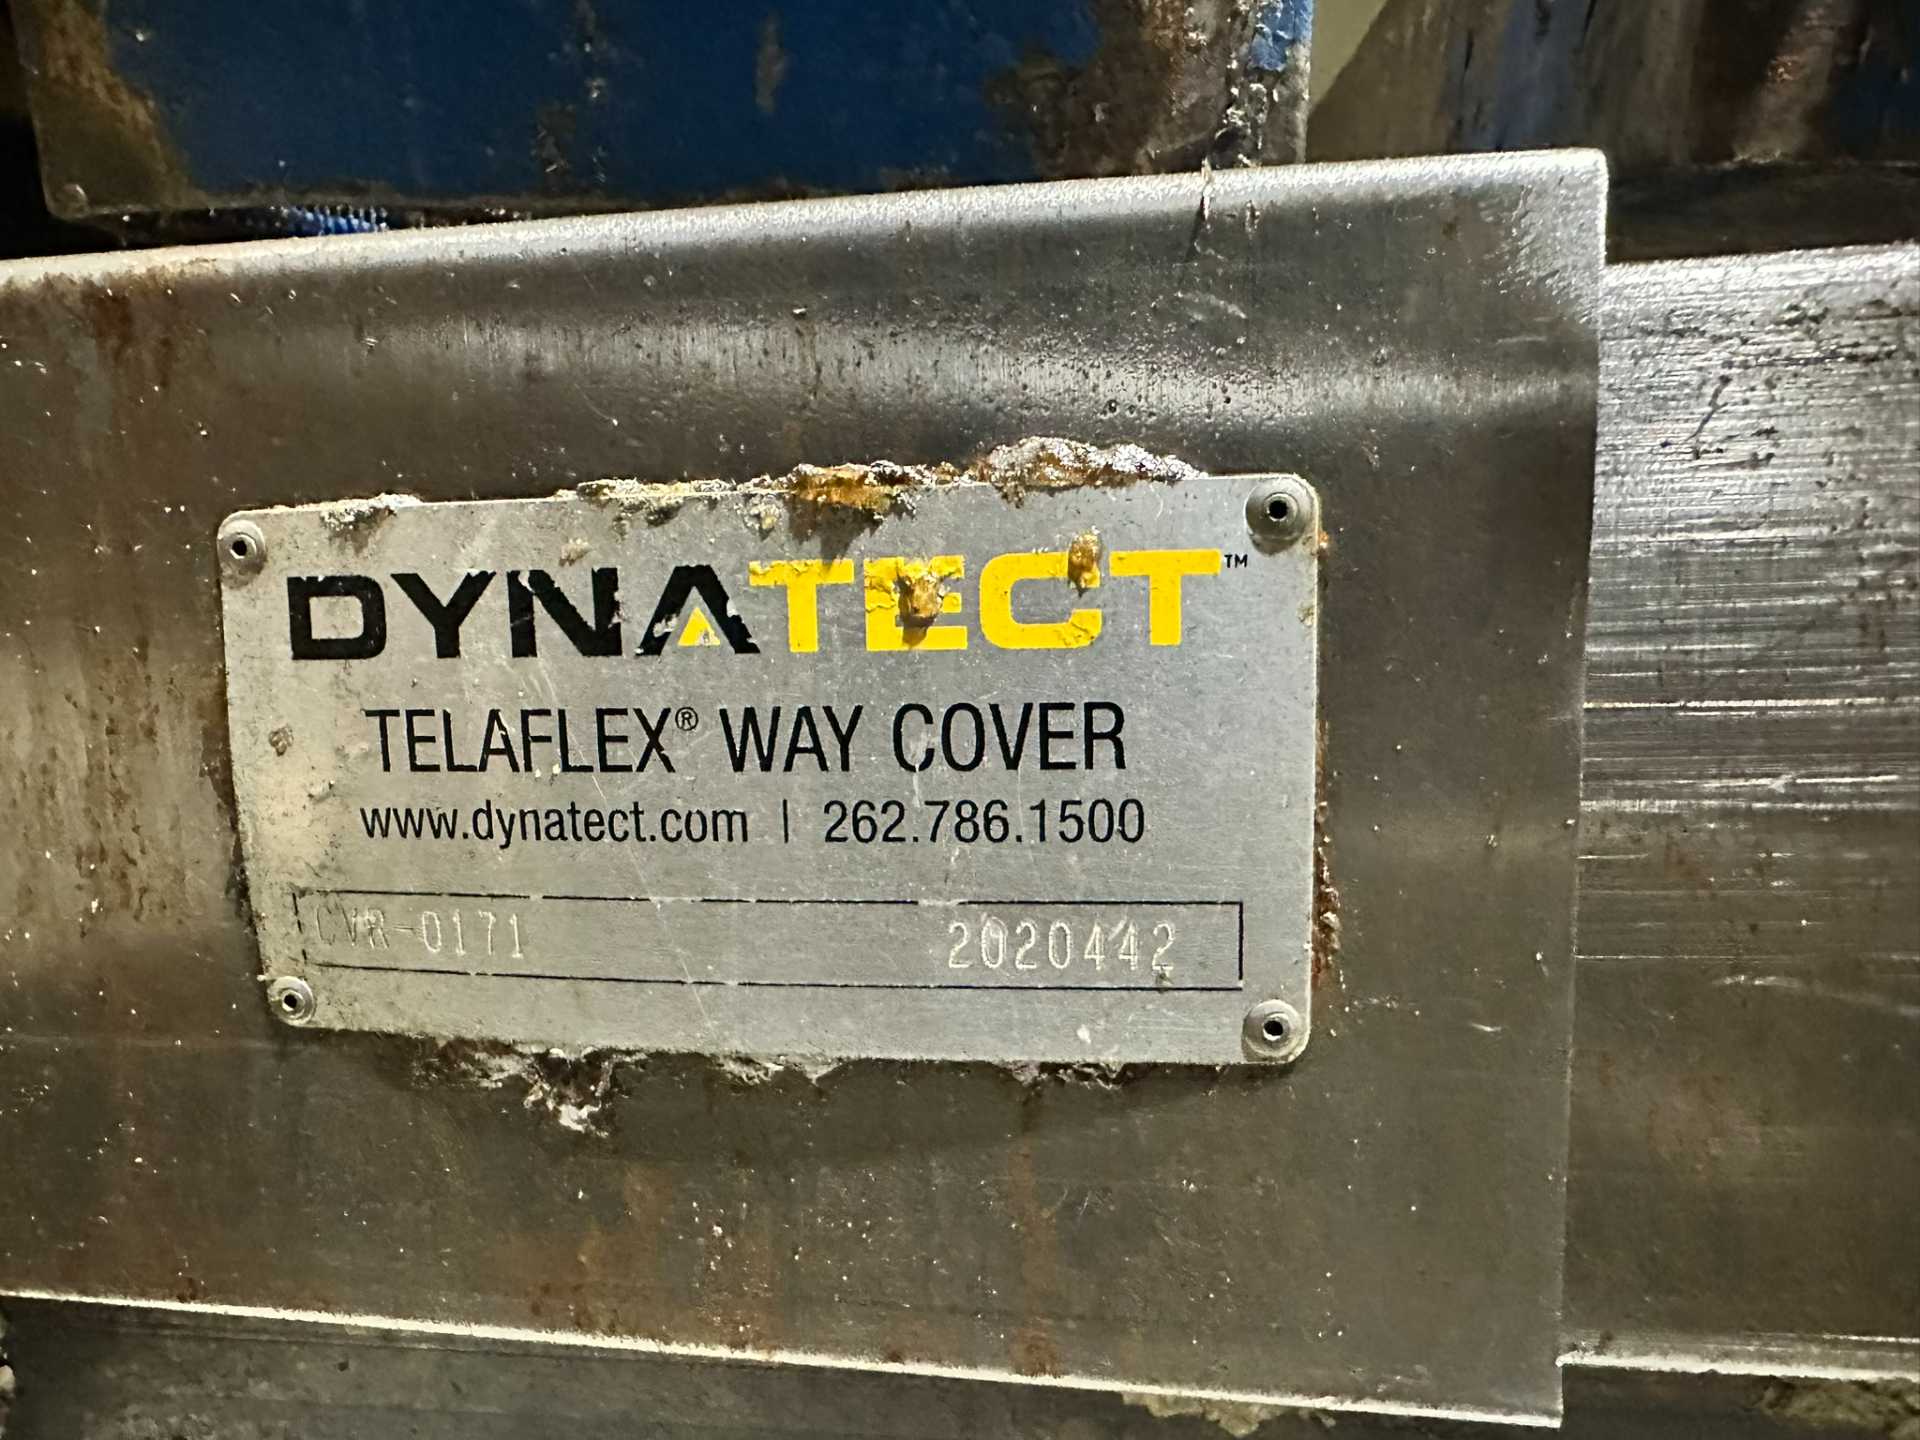 DYNATECT™
TELAFLEX® WAY COVER
www.dynatect.com | 262.786.1500
CVR-0171 2020442